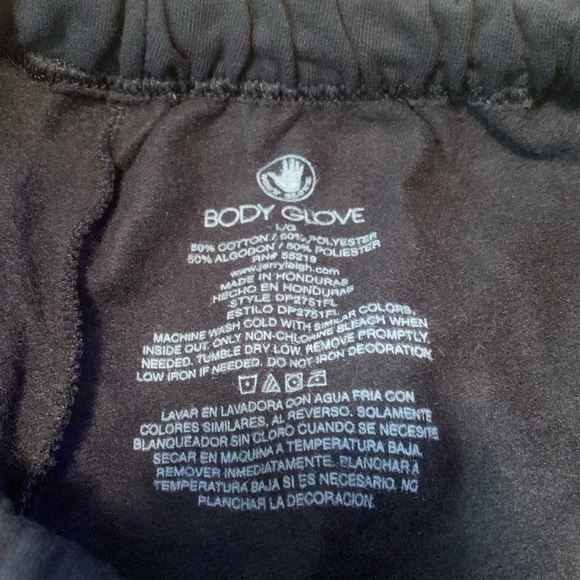 BODY GLOVE
BODY GLOVE
L/G
50% COTTON / 50% POLYESTER
50% ALGODON / 50% POLIESTER
RN# 55219
www.jerryleigh.com
MADE IN HONDURAS
HECHO EN HONDURAS
STYLE DP2751FL
ESTILO DP2751FL
MACHINE WASH COLD WITH SIMILAR COLORS,
INSIDE OUT. ONLY NON-CHLORINE BLEACH WHEN
NEEDED. TUMBLE DRY LOW. REMOVE PROMPTLY.
LOW IRON IF NEEDED. DO NOT IRON DECORATION.
LAVAR EN LAVADORA CON AGUA FRIA CON
COLORES SIMILARES, AL REVERSO. SOLAMENTE
BLANQUEADOR SIN CLORO CUANDO SE NECESITE
SECAR EN MAQUINA A TEMPERATURA BAJA.
REMOVER INMEDIATAMENTE. PLANCHAR A
TEMPERATURA BAJA SI ES NECESARIO. NO
PLANCHAR LA DECORACION.